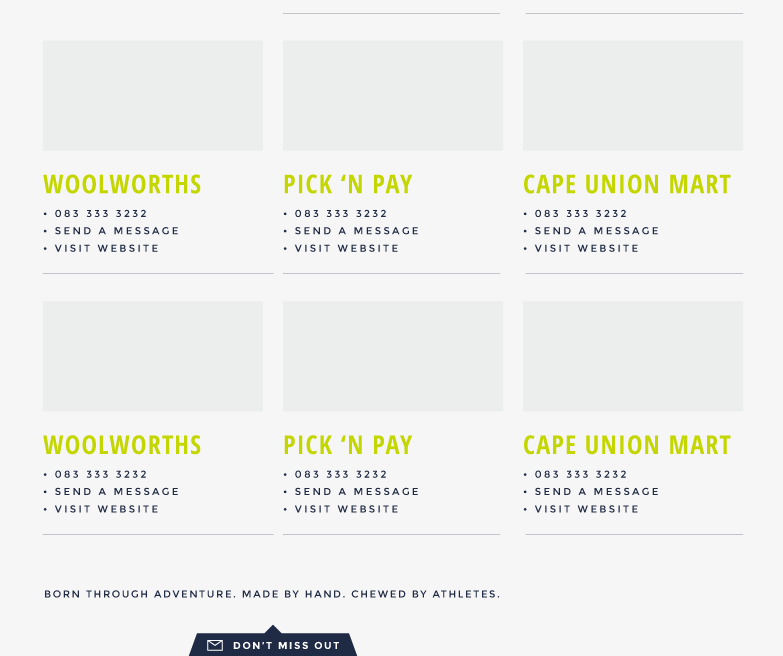 WOOLWORTHS
• 083 333 3232
• SEND A MESSAGE
• VISIT WEBSITE
PICK ‘N PAY
• 083 333 3232
• SEND A MESSAGE
• VISIT WEBSITE
CAPE UNION MART
• 083 333 3232
• SEND A MESSAGE
• VISIT WEBSITE
WOOLWORTHS
• 083 333 3232
• SEND A MESSAGE
• VISIT WEBSITE
PICK ‘N PAY
• 083 333 3232
• SEND A MESSAGE
• VISIT WEBSITE
CAPE UNION MART
• 083 333 3232
• SEND A MESSAGE
• VISIT WEBSITE
BORN THROUGH ADVENTURE. MADE BY HAND. CHEWED BY ATHLETES.
DON'T MISS OUT